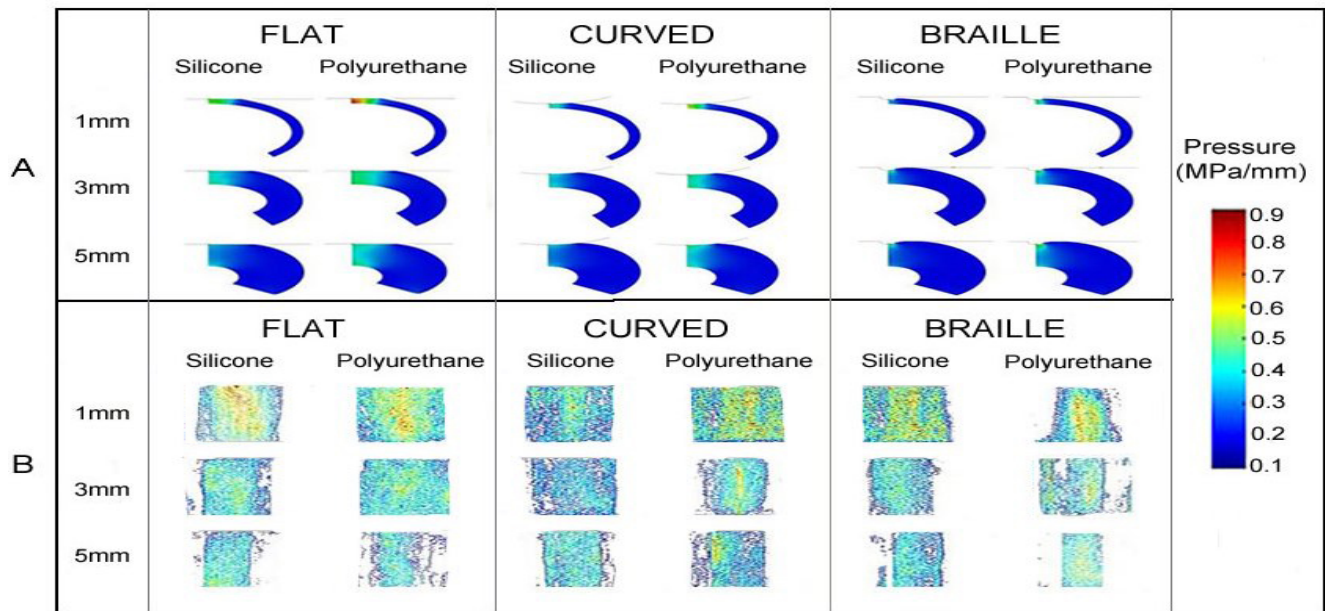 FLAT CURVED BRAILLE
Silicone Polyurethane Silicone Polyurethane Silicone Polyurethane
1mm
A
3mm
5mm
Pressure
(MPa/mm)
0.9
0.8
0.7
0.6
0.5
0.4
0.3
0.2
0.1
FLAT CURVED BRAILLE
Silicone Polyurethane Silicone Polyurethane Silicone Polyurethane
1mm
B
3mm
5mm